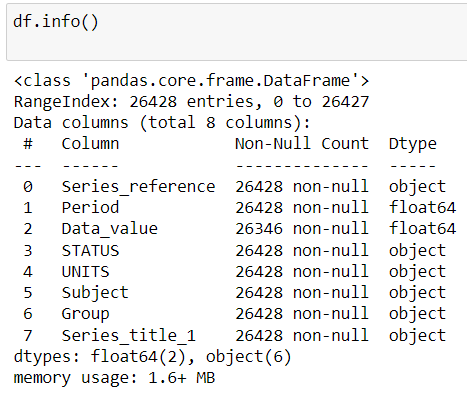 df.info()
<class 'pandas.core.frame.DataFrame'>
RangeIndex: 26428 entries, 0 to 26427
Data columns (total 8 columns):
 #   Column            Non-Null Count  Dtype
---  ------            --------------  -----
 0   Series_reference  26428 non-null  object
 1   Period            26428 non-null  float64
 2   Data_value        26346 non-null  float64
 3   STATUS            26428 non-null  object
 4   UNITS             26428 non-null  object
 5   Subject           26428 non-null  object
 6   Group             26428 non-null  object
 7   Series_title_1    26428 non-null  object
dtypes: float64(2), object(6)
memory usage: 1.6+ MB